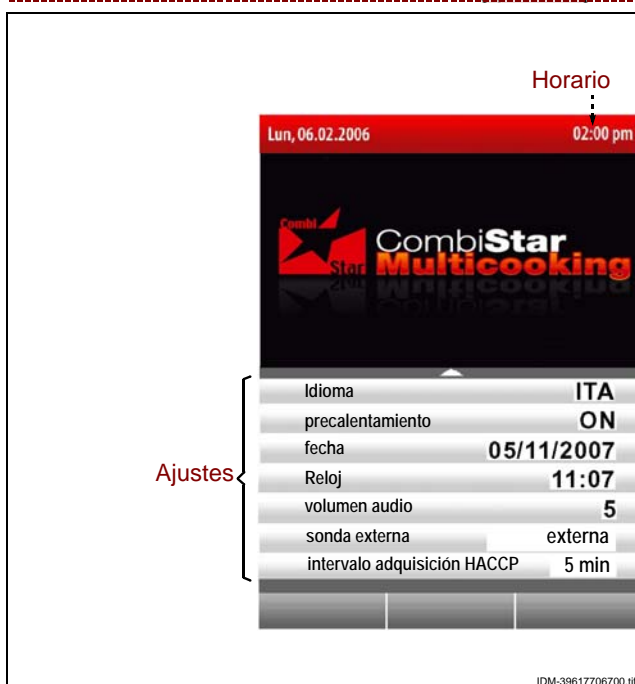 Horario
Lun, 06.02.2006 02:00 pm
Combi
Star
CombiStar
Multicooking
Idioma ITA
precalentamiento ON
fecha 05/11/2007
Reloj 11:07
Ajustes
volumen audio 5
sonda externa externa
intervalo adquisición HACCP 5 min
IDM-39617706700.tif